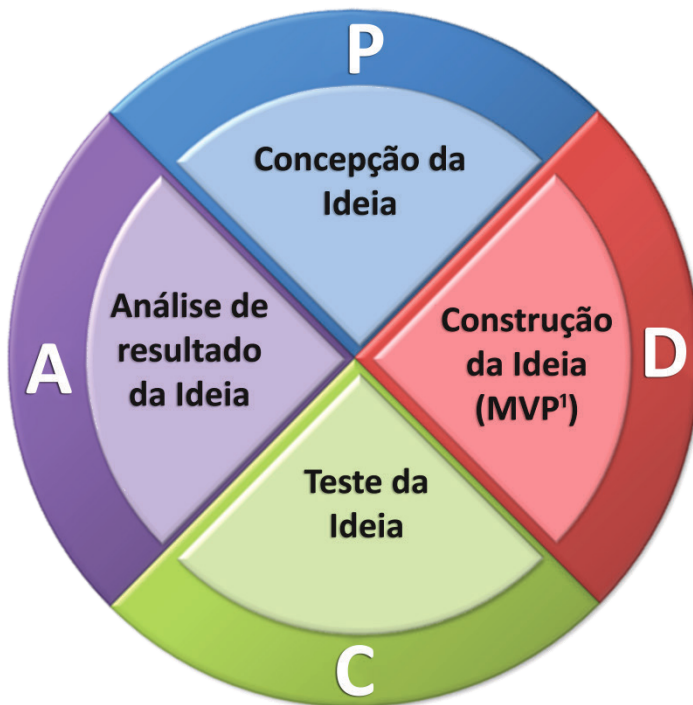 P
Concepção da
Ideia
Construção
da Ideia
(MVP¹)
D
Teste da
Ideia
C
Análise de
resultado
da Ideia
A